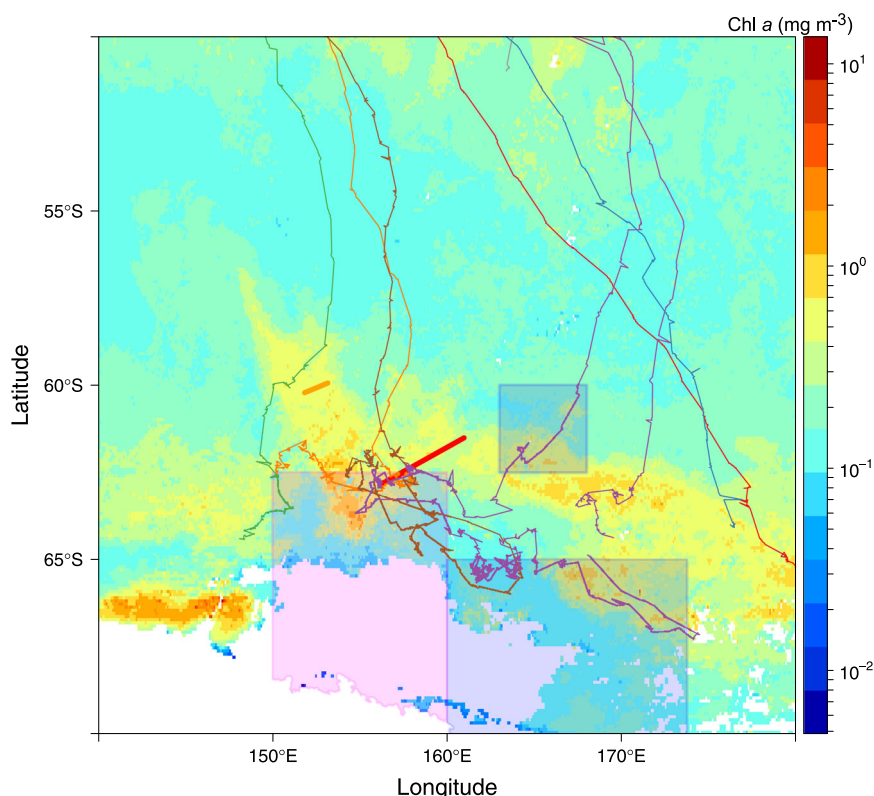 Chl a (mg m⁻³)
10¹
10⁰
10⁻¹
10⁻²
55°S
60°S
65°S
Latitude
150°E
160°E
170°E
Longitude